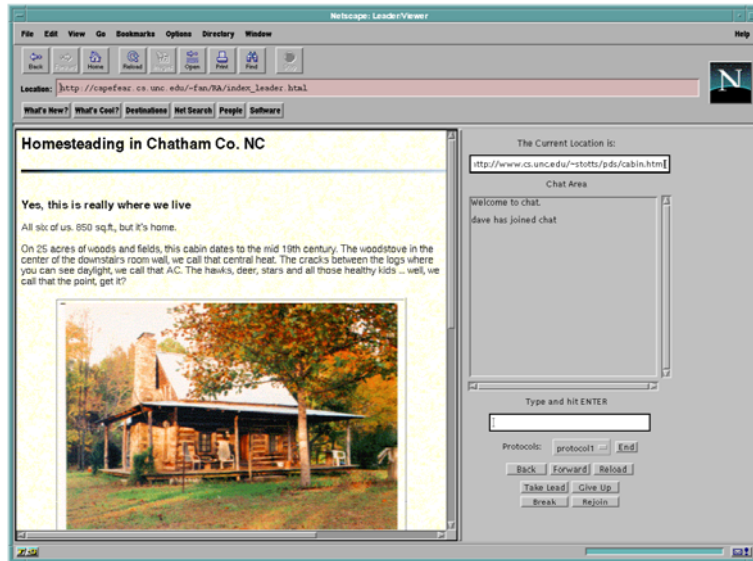 Netscape: Leader/Viewer
File Edit View Go Bookmarks Options Directory Window Help
Back Forward Home Reload Images Open Print Find Stop
Location: http://capefear.cs.unc.edu/~fan/RA/index_leader.html
N
What's New? What's Cool? Destinations Net Search People Software
Homesteading in Chatham Co. NC
Yes, this is really where we live
All six of us. 850 sq.ft., but it's home.
On 25 acres of woods and fields, this cabin dates to the mid 19th century. The woodstove in the
center of the downstairs room wall, we call that central heat. The cracks between the logs where
you can see daylight, we call that AC. The hawks, deer, stars and all those healthy kids ... well, we
call that the point, get it?
The Current Location is:
http://www.cs.unc.edu/~stotts/pds/cabin.html
Chat Area
Welcome to chat.
dave has joined chat
Type and hit ENTER
Protocols: protocol1 End
Back Forward Reload
Take Lead Give Up
Break Rejoin